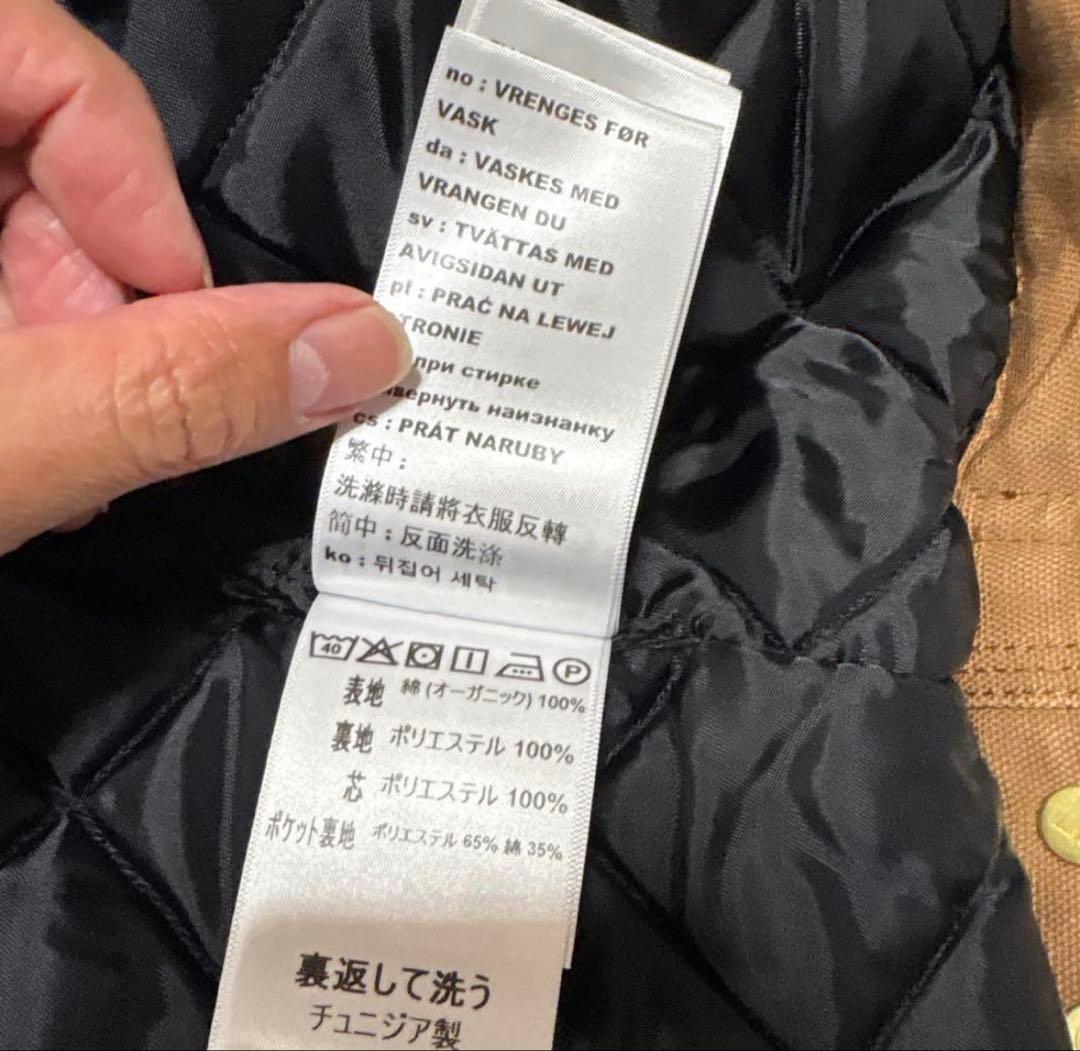 no : VRENGES FØR
VASK
da : VASKES MED
VRANGEN DU
sv : TVÄTTAS MED
AVIGSIDAN UT
pł : PRAĆ NA LEWEJ
TRONIE
при стирке
вернуть наизнанку
cs : PRÁT NARUBY
繁中 :
洗滌時請將衣服反轉
简中 : 反面洗涤
ko : 뒤집어 세탁
40 P
表地 綿 (オーガニック) 100%
裏地 ポリエステル 100%
芯 ポリエステル 100%
ポケット裏地 ポリエステル 65% 綿 35%
裏返して洗う
チュニジア製